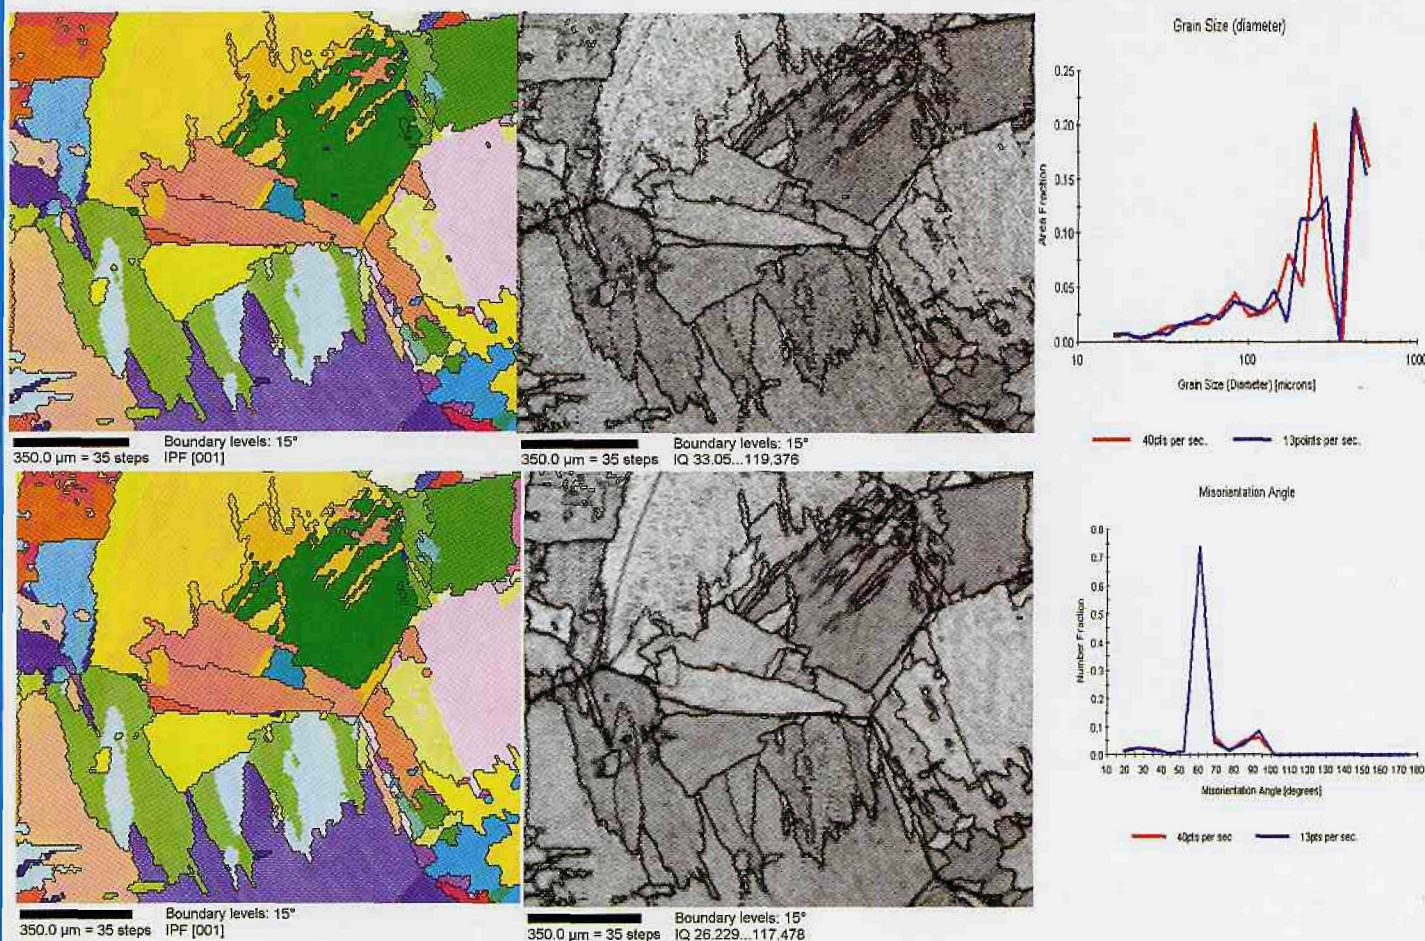 Boundary levels: 15°
350.0 µm = 35 steps IPF [001]
Boundary levels: 15°
350.0 µm = 35 steps IQ 33.05...119.376
Boundary levels: 15°
350.0 µm = 35 steps IPF [001]
Boundary levels: 15°
350.0 µm = 35 steps IQ 26.229...117.478
Grain Size (diameter)
Area Fraction
0.25
0.20
0.15
0.10
0.05
0.00
10 100 1000
Grain Size (Diameter) [microns]
40pts per sec. 13points per sec.
Misorientation Angle
Number Fraction
0.8
0.7
0.6
0.5
0.4
0.3
0.2
0.1
0.0
10 20 30 40 50 60 70 80 90 100 110 120 130 140 150 160 170 180
Misorientation Angle [degrees]
40pts per sec 13pts per sec.